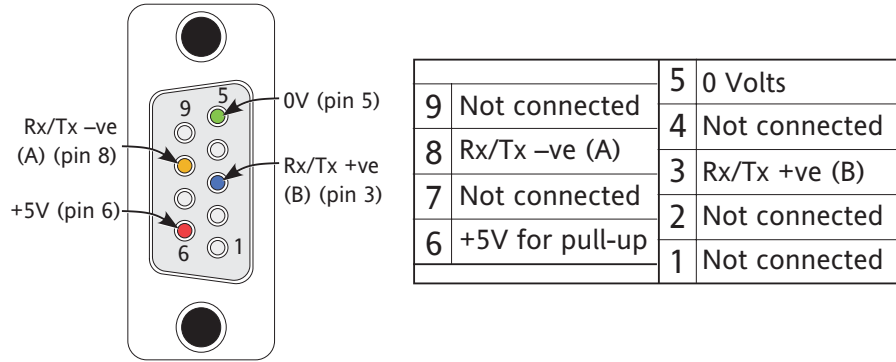 9
5
0V (pin 5)
Rx/Tx –ve
(A) (pin 8)
Rx/Tx +ve
(B) (pin 3)
+5V (pin 6)
6
1
9 Not connected
8 Rx/Tx –ve (A)
7 Not connected
6 +5V for pull-up
5 0 Volts
4 Not connected
3 Rx/Tx +ve (B)
2 Not connected
1 Not connected